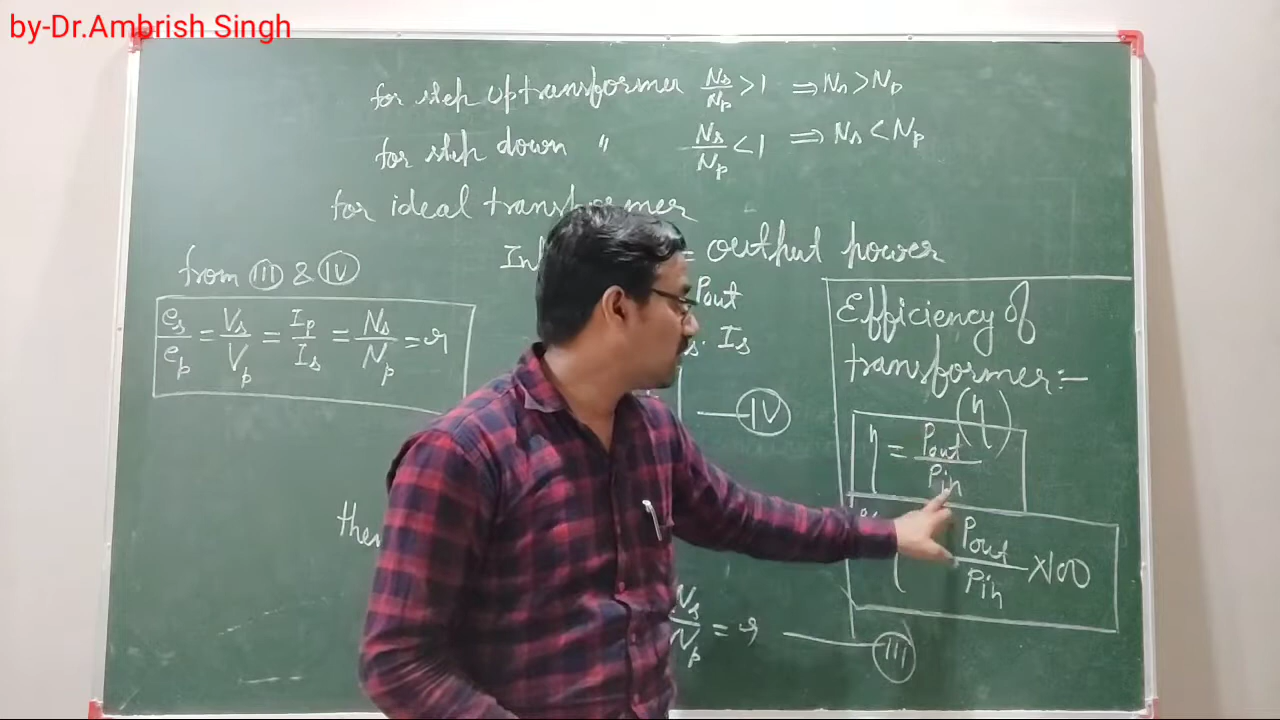 by-Dr.Ambrish Singh
for step up transformer Ns/Np > 1 ⇒ Ns > Np
for step down " Ns/Np < 1 ⇒ Ns < Np
for ideal transformer
= output power
from (III) & (IV)
es/ep = Vs/Vp = Ip/Is = Ns/Np = r
Pout
. Is
(IV)
Efficiency of
transformer:-
(η)
η = Pout/Pin
Pout/Pin ×100
Ns/Np = r (III)